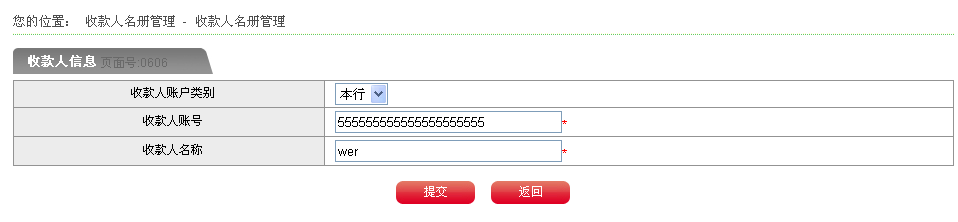 您的位置： 收款人名册管理 - 收款人名册管理
收款人信息 页面号:0606
收款人账户类别 本行
收款人账号 555555555555555555555 *
收款人名称 wer *
提交 返回